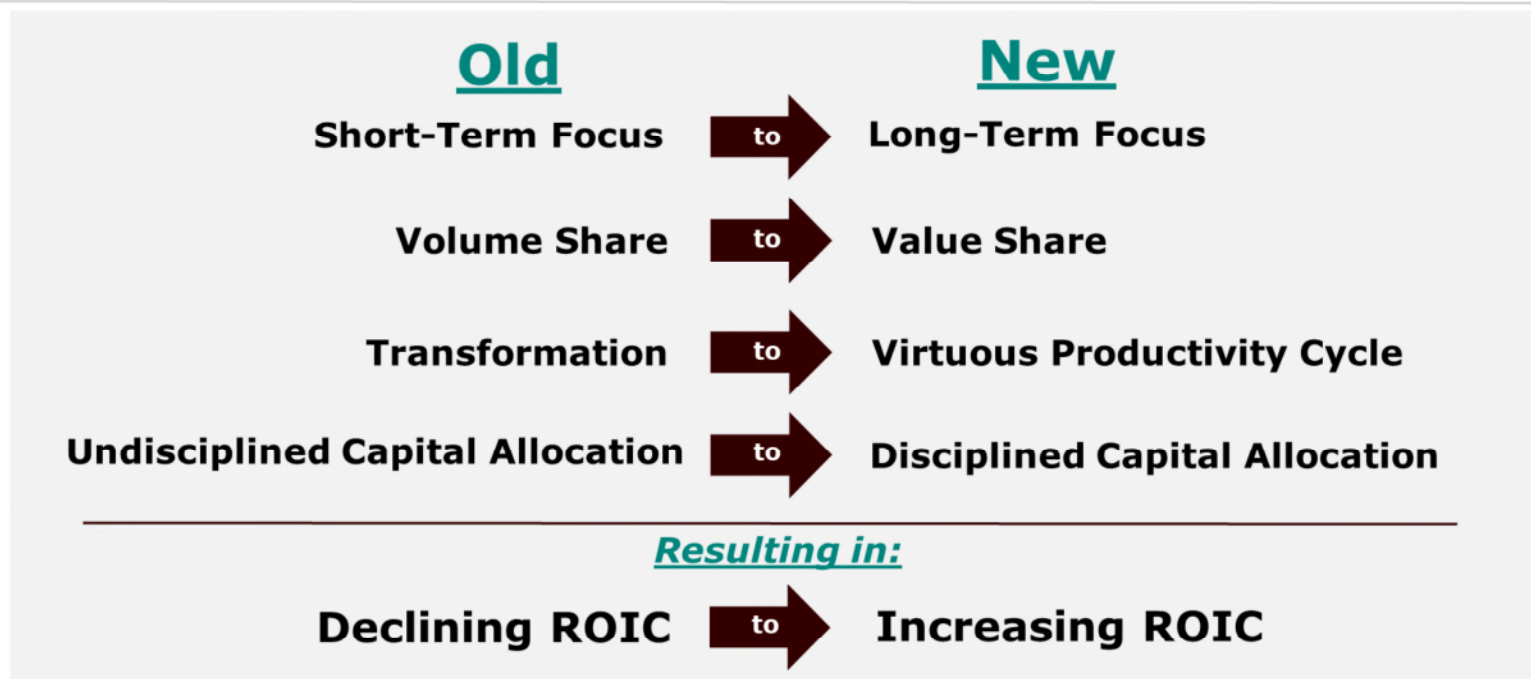 Old New
Short-Term Focus to Long-Term Focus
Volume Share to Value Share
Transformation to Virtuous Productivity Cycle
Undisciplined Capital Allocation to Disciplined Capital Allocation
Resulting in:
Declining ROIC to Increasing ROIC